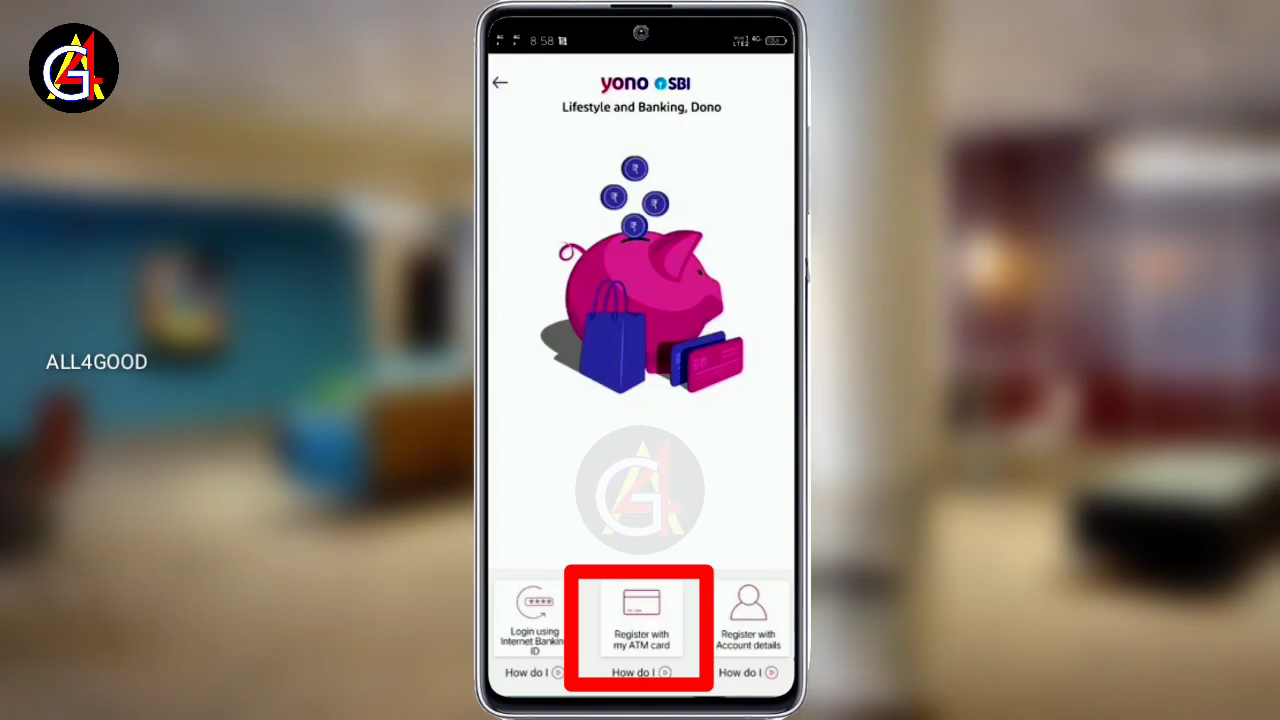 8:58
yono SBI
Lifestyle and Banking, Dono
ALL4GOOD
Login using
Internet Bankin
ID
How do I
Register with
my ATM card
How do I
Register with
Account details
How do I